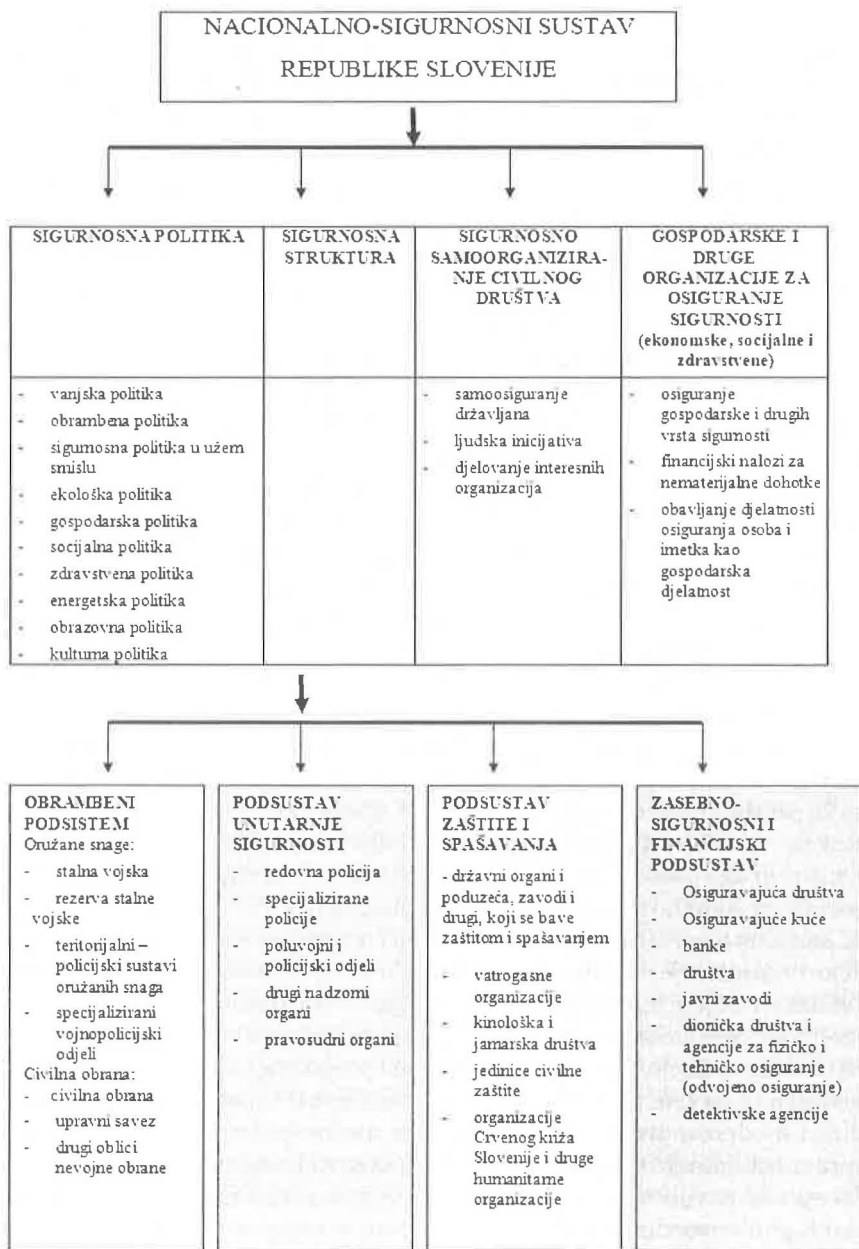 NACIONALNO-SIGURNOSNI SUSTAV
REPUBLIKE SLOVENIJE
SIGURNOSNA POLITIKA
SIGURNOSNA
STRUKTURA
SIGURNOSNO
SAMOORGANIZIRA-
NJE CIVILNOG
DRUŠTVA
GOSPODARSKE I
DRUGE
ORGANIZACIJE ZA
OSIGURANJE
SIGURNOSTI
(ekonomske, socijalne i
zdravstvene)
- vanjska politika
- obrambena politika
- sigurnosna politika u užem
smislu
- ekološka politika
- gospodarska politika
- socijalna politika
- zdravstvena politika
- energetska politika
- obrazovna politika
- kulturna politika
- samoosiguranje
državljana
- ljudska inicijativa
- djelovanje interesnih
organizacija
- osiguranje
gospodarske i drugih
vrsta sigurnosti
- financijski nalozi za
nematerijalne dohotke
- obavljanje djelatnosti
osiguranja osoba i
imetka kao
gospodarska
djelatnost
OBRAMBENI
PODSISTEM
Oružane snage:
- stalna vojska
- rezerva stalne
vojske
- teritorijalni –
policijski sustavi
oružanih snaga
- specijalizirani
vojnopolicijski
odjeli
Civilna obrana:
- civilna obrana
- upravni savez
- drugi oblici
nevojne obrane
PODSUSTAV
UNUTARNJE
SIGURNOSTI
- redovna policija
- specijalizirane
policije
- poluvojni i
policijski odjeli
- drugi nadzorni
organi
- pravosudni organi
PODSUSTAV
ZAŠTITE I
SPAŠAVANJA
- državni organi i
poduzeća, zavodi i
drugi, koji se bave
zaštitom i spašavanjem
- vatrogasne
organizacije
- kinološka i
jamarska društva
- jedinice civilne
zaštite
- organizacije
Crvenog križa
Slovenije i druge
humanitarne
organizacije
ZASEBNO-
SIGURNOSNI I
FINANCIJSKI
PODSUSTAV
- Osiguravajuća društva
- Osiguravajuće kuće
- banke
- društva
- javni zavodi
- dionička društva i
agencije za fizičko i
tehničko osiguranje
(odvojeno osiguranje)
- detektivske agencije